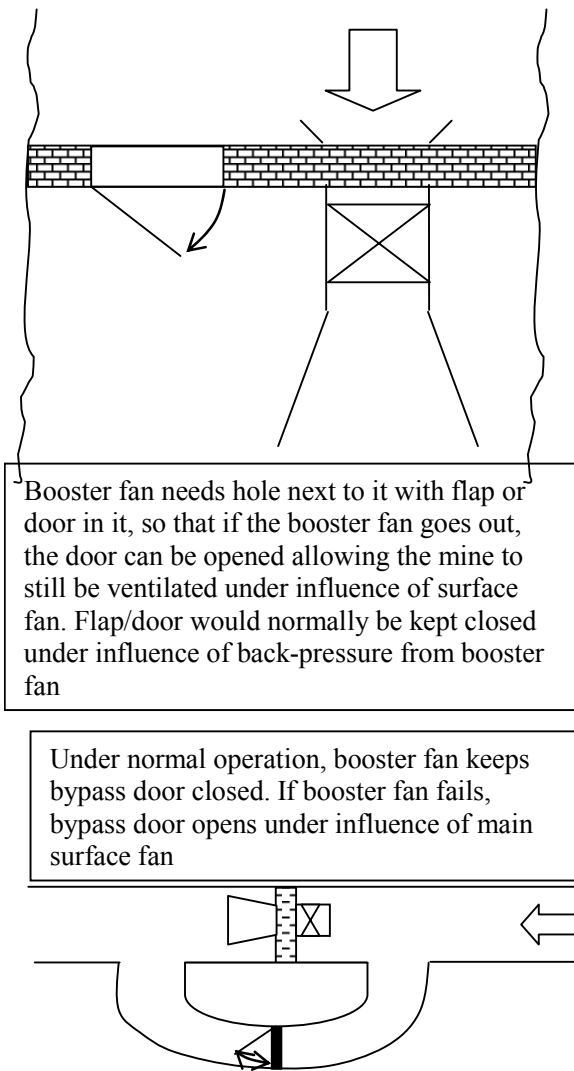 Booster fan needs hole next to it with flap or
door in it, so that if the booster fan goes out,
the door can be opened allowing the mine to
still be ventilated under influence of surface
fan. Flap/door would normally be kept closed
under influence of back-pressure from booster
fan
Under normal operation, booster fan keeps
bypass door closed. If booster fan fails,
bypass door opens under influence of main
surface fan